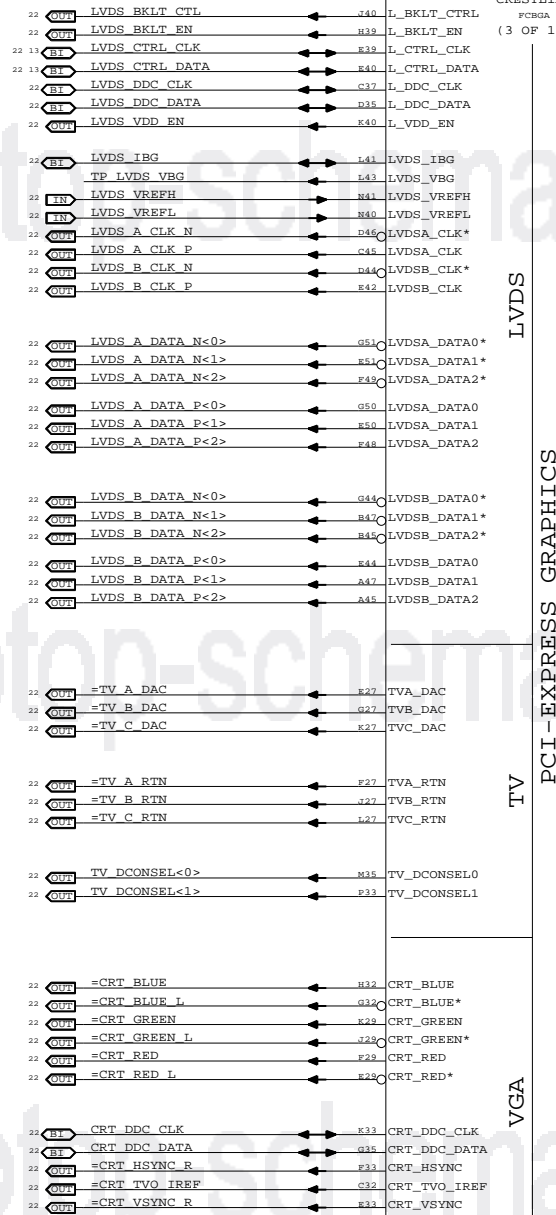 CRESTLI
FCBGA
(3 OF 1
22 OUT LVDS_BKLT_CTL J40 L_BKLT_CTRL
22 OUT LVDS_BKLT_EN H39 L_BKLT_EN
22 13 BI LVDS_CTRL_CLK E39 L_CTRL_CLK
22 13 BI LVDS_CTRL_DATA E40 L_CTRL_DATA
22 BI LVDS_DDC_CLK C37 L_DDC_CLK
22 BI LVDS_DDC_DATA D35 L_DDC_DATA
22 OUT LVDS_VDD_EN K40 L_VDD_EN
22 BI LVDS_IBG L41 LVDS_IBG
TP_LVDS_VBG L43 LVDS_VBG
22 IN LVDS_VREFH N41 LVDS_VREFH
22 IN LVDS_VREFL N40 LVDS_VREFL
22 OUT LVDS_A_CLK_N D46 LVDSA_CLK*
22 OUT LVDS_A_CLK_P C45 LVDSA_CLK
22 OUT LVDS_B_CLK_N D44 LVDSB_CLK*
22 OUT LVDS_B_CLK_P E42 LVDSB_CLK
LVDS
22 OUT LVDS_A_DATA_N<0> G51 LVDSA_DATA0*
22 OUT LVDS_A_DATA_N<1> E51 LVDSA_DATA1*
22 OUT LVDS_A_DATA_N<2> F49 LVDSA_DATA2*
22 OUT LVDS_A_DATA_P<0> G50 LVDSA_DATA0
22 OUT LVDS_A_DATA_P<1> E50 LVDSA_DATA1
22 OUT LVDS_A_DATA_P<2> F48 LVDSA_DATA2
22 OUT LVDS_B_DATA_N<0> G44 LVDSB_DATA0*
22 OUT LVDS_B_DATA_N<1> B47 LVDSB_DATA1*
22 OUT LVDS_B_DATA_N<2> B45 LVDSB_DATA2*
22 OUT LVDS_B_DATA_P<0> E44 LVDSB_DATA0
22 OUT LVDS_B_DATA_P<1> A47 LVDSB_DATA1
22 OUT LVDS_B_DATA_P<2> A45 LVDSB_DATA2
PCI-EXPRESS GRAPHICS
22 OUT =TV_A_DAC E27 TVA_DAC
22 OUT =TV_B_DAC G27 TVB_DAC
22 OUT =TV_C_DAC K27 TVC_DAC
22 OUT =TV_A_RTN F27 TVA_RTN
22 OUT =TV_B_RTN J27 TVB_RTN
22 OUT =TV_C_RTN L27 TVC_RTN
TV
22 OUT TV_DCONSEL<0> M35 TV_DCONSEL0
22 OUT TV_DCONSEL<1> P33 TV_DCONSEL1
22 OUT =CRT_BLUE H32 CRT_BLUE
22 OUT =CRT_BLUE_L G32 CRT_BLUE*
22 OUT =CRT_GREEN K29 CRT_GREEN
22 OUT =CRT_GREEN_L J29 CRT_GREEN*
22 OUT =CRT_RED F29 CRT_RED
22 OUT =CRT_RED_L E29 CRT_RED*
VGA
22 BI CRT_DDC_CLK K33 CRT_DDC_CLK
22 BI CRT_DDC_DATA G35 CRT_DDC_DATA
22 OUT =CRT_HSYNC_R F33 CRT_HSYNC
22 OUT =CRT_TVO_IREF C32 CRT_TVO_IREF
22 OUT =CRT_VSYNC_R E33 CRT_VSYNC
top-schema
top-schema
top-schema